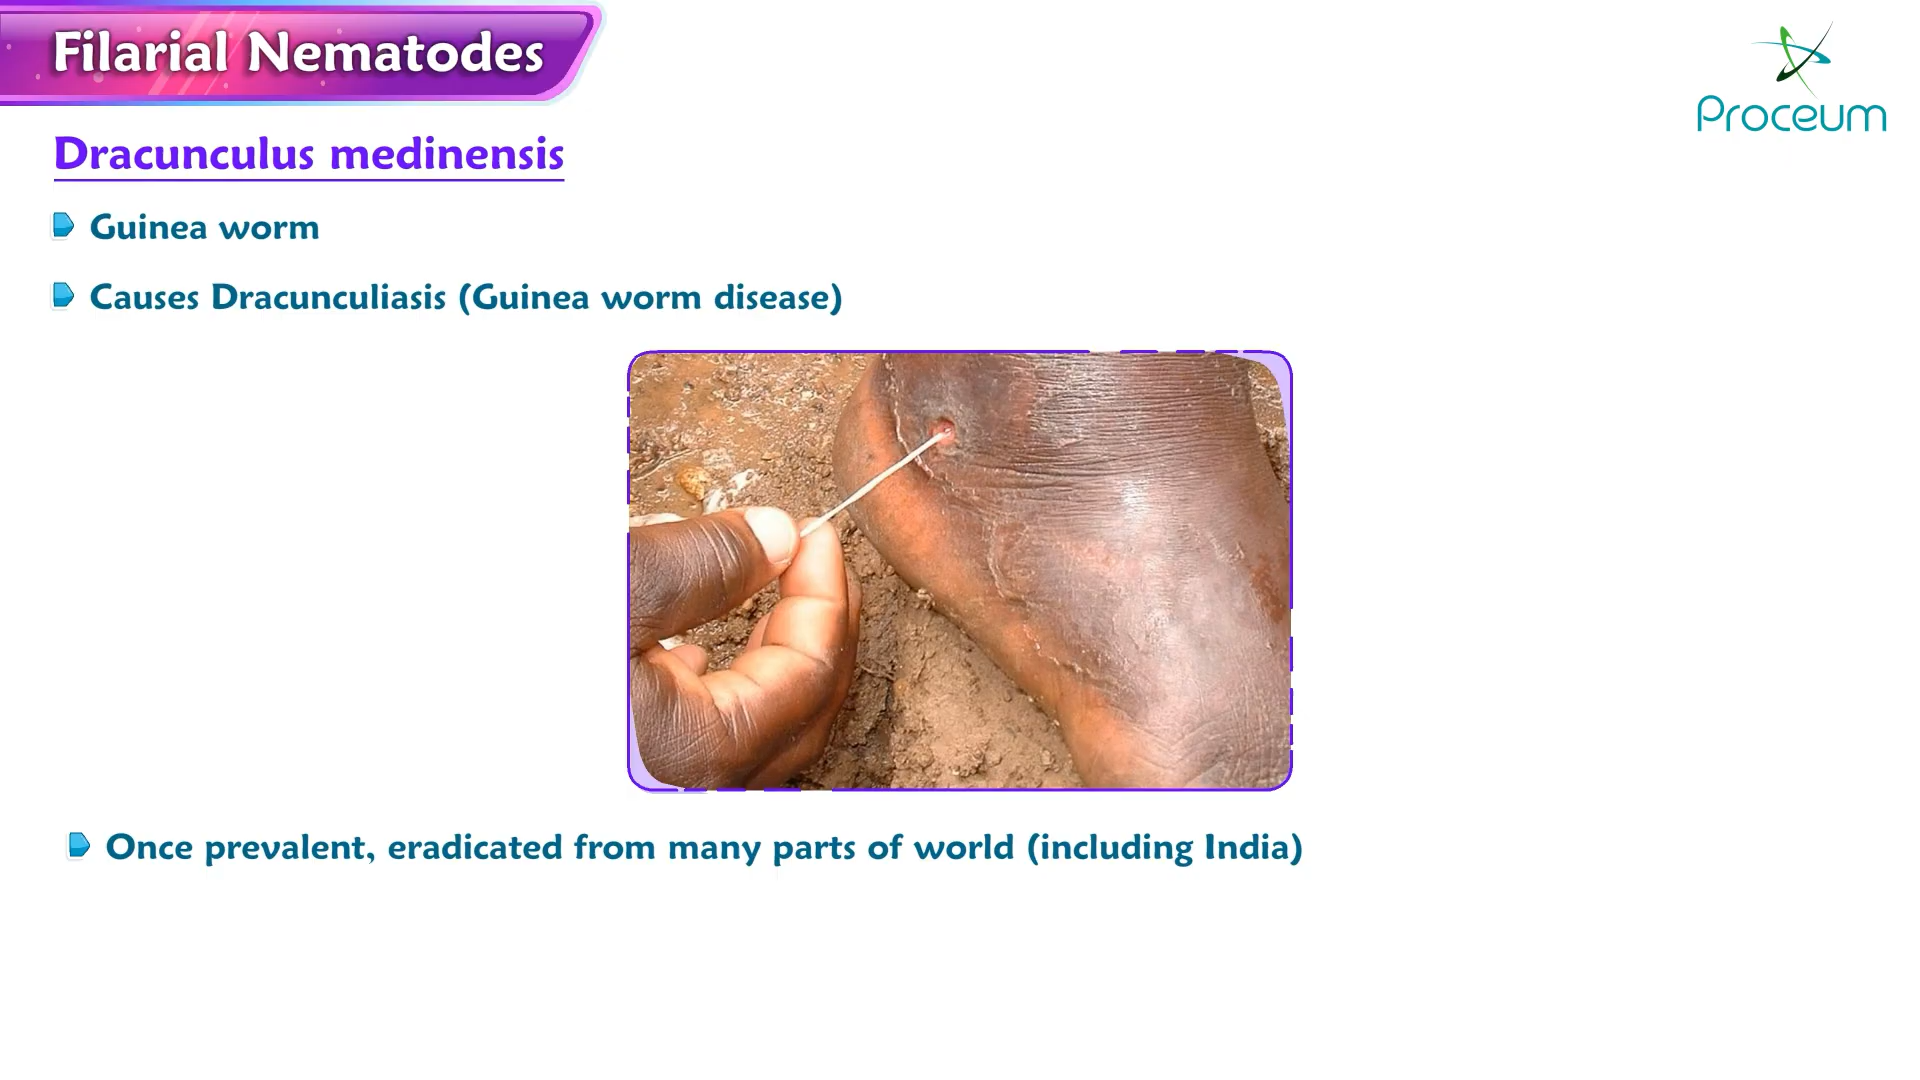 Filarial Nematodes
Proceum
Dracunculus medinensis
Guinea worm
Causes Dracunculiasis (Guinea worm disease)
Once prevalent, eradicated from many parts of world (including India)